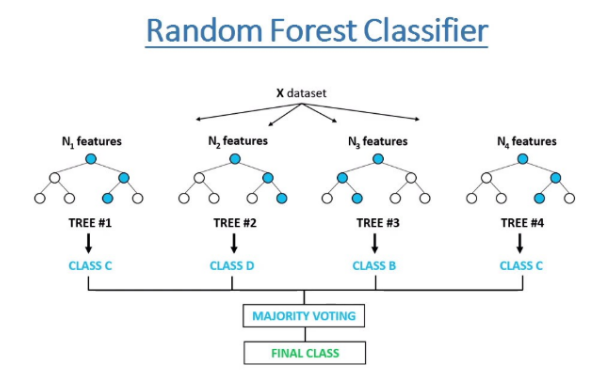 Random Forest Classifier
X dataset
N₁ features N₂ features N₃ features N₄ features
TREE #1 TREE #2 TREE #3 TREE #4
CLASS C CLASS D CLASS B CLASS C
MAJORITY VOTING
FINAL CLASS